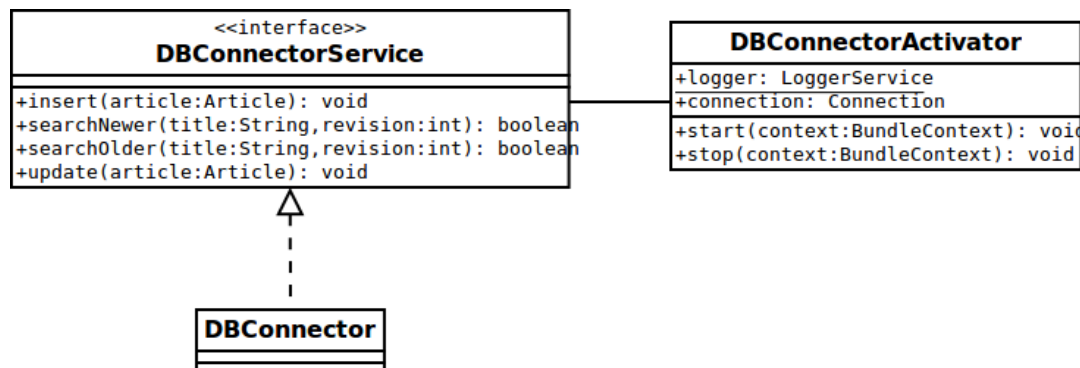 <<interface>>
DBConnectorService
+insert(article:Article): void
+searchNewer(title:String,revision:int): boolean
+searchOlder(title:String,revision:int): boolean
+update(article:Article): void
DBConnectorActivator
+logger: LoggerService
+connection: Connection
+start(context:BundleContext): void
+stop(context:BundleContext): void
DBConnector